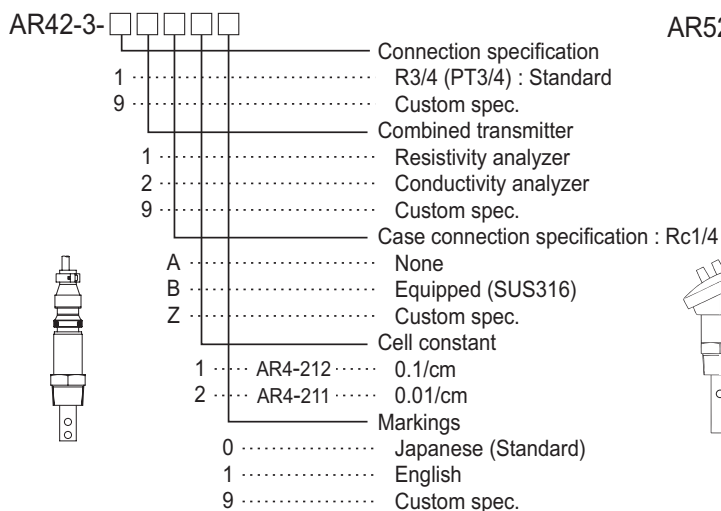 AR42-3-□□□□□
AR52
Connection specification
1 R3/4 (PT3/4) : Standard
9 Custom spec.
Combined transmitter
1 Resistivity analyzer
2 Conductivity analyzer
9 Custom spec.
Case connection specification : Rc1/4
A None
B Equipped (SUS316)
Z Custom spec.
Cell constant
1 AR4-212 0.1/cm
2 AR4-211 0.01/cm
Markings
0 Japanese (Standard)
1 English
9 Custom spec.